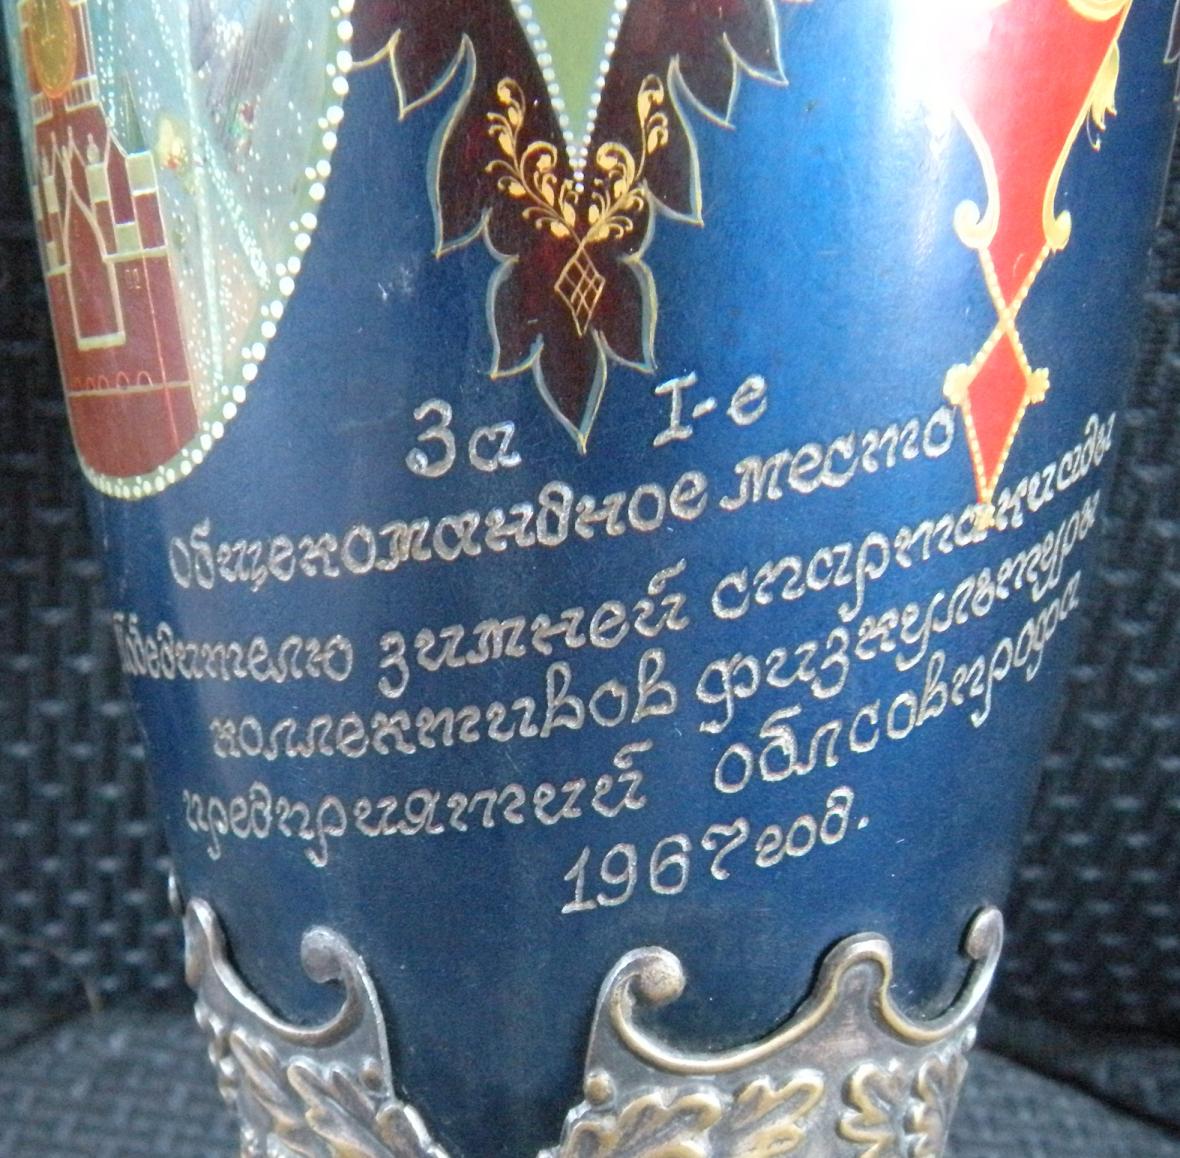 За I-е
общекомандное место
Победителю зимней спартакиады
коллективов физкультуры
предприятий облсовпрофа
1967 год.